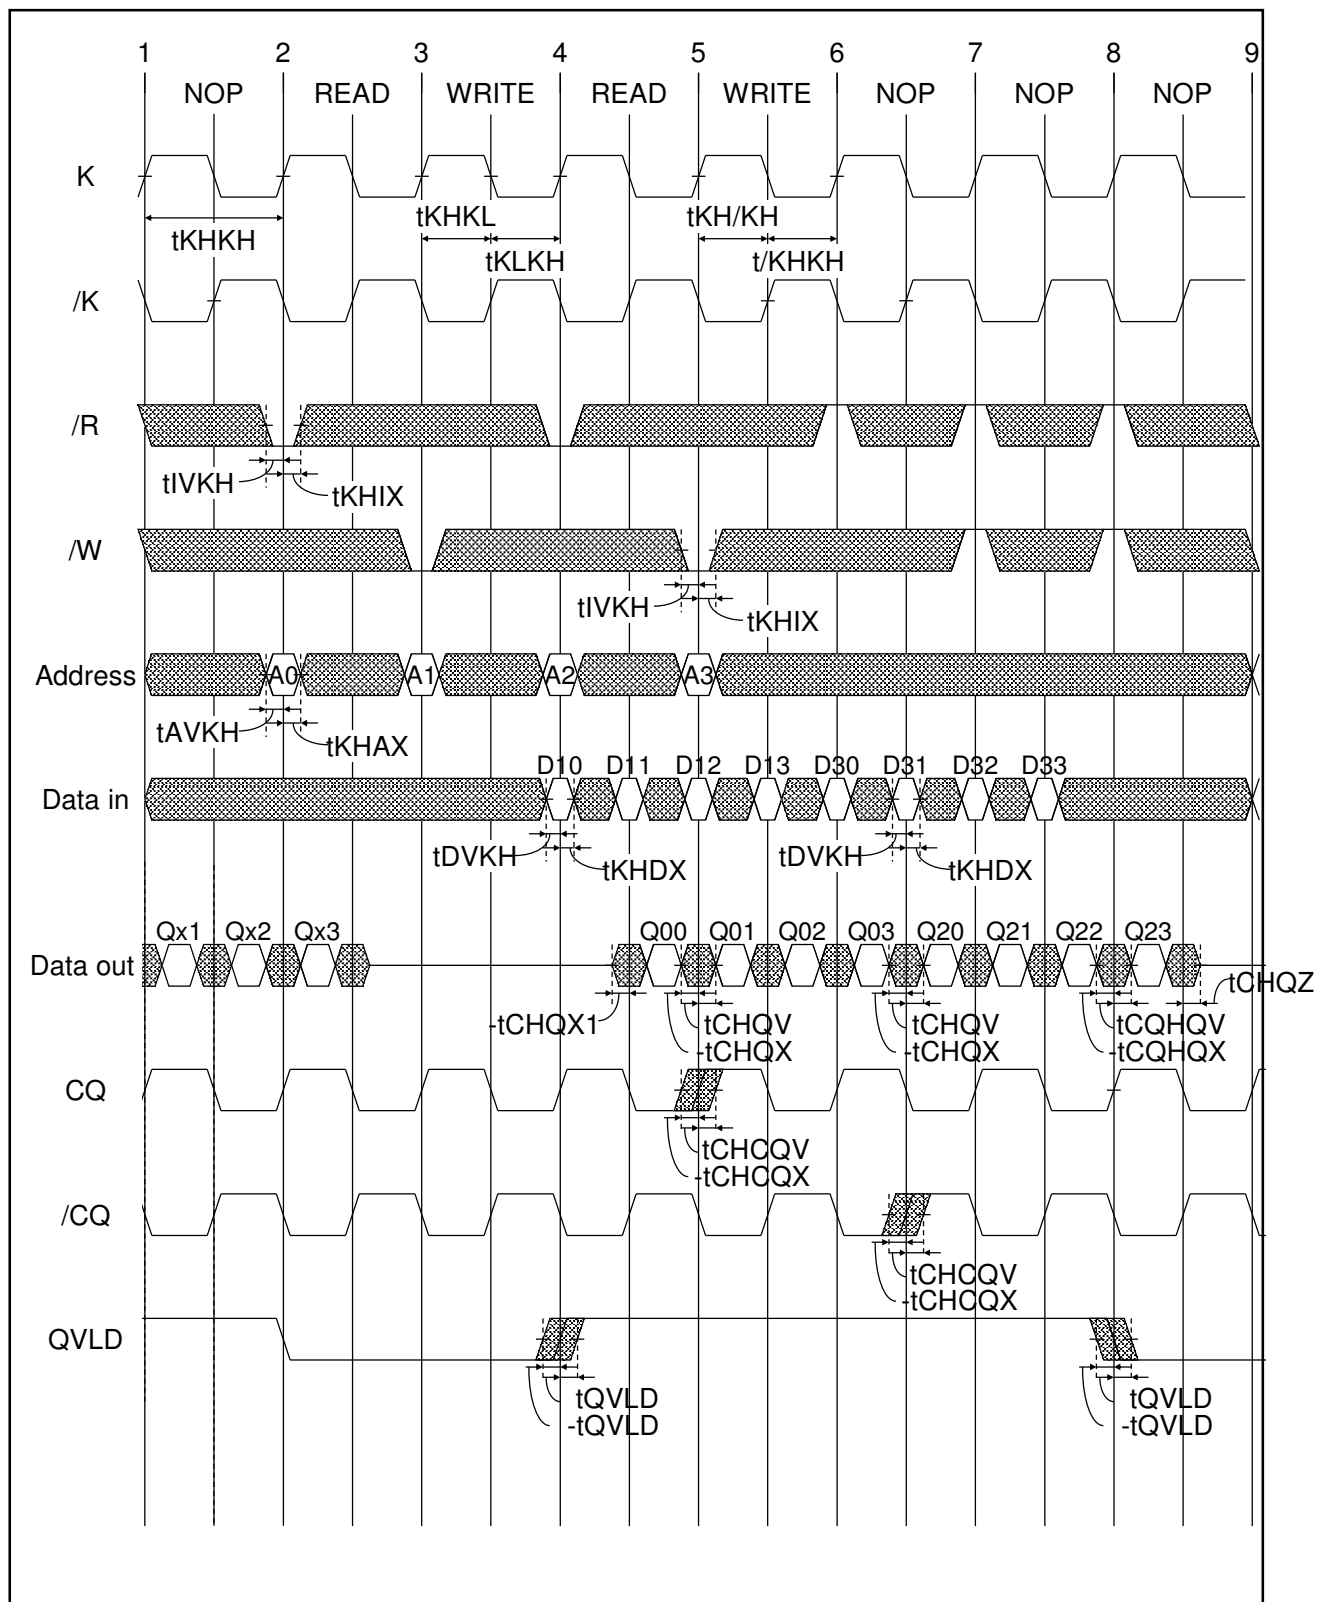 1 2 3 4 5 6 7 8 9
NOP READ WRITE READ WRITE NOP NOP NOP
K
tKHKH tKHKL tKLKH tKH/KH t/KHKH
/K
/R
tIVKH tKHIX
/W
tIVKH tKHIX
Address A0 A1 A2 A3
tAVKH tKHAX
D10 D11 D12 D13 D30 D31 D32 D33
Data in
tDVKH tKHDX tDVKH tKHDX
Qx1 Qx2 Qx3 Q00 Q01 Q02 Q03 Q20 Q21 Q22 Q23
Data out
tCHQZ
-tCHQX1 tCHQV tCHQV tCQHQV
-tCHQX -tCHQX -tCQHQX
CQ
tCHCQV
-tCHCQX
/CQ
tCHCQV
-tCHCQX
QVLD
tQVLD tQVLD
-tQVLD -tQVLD